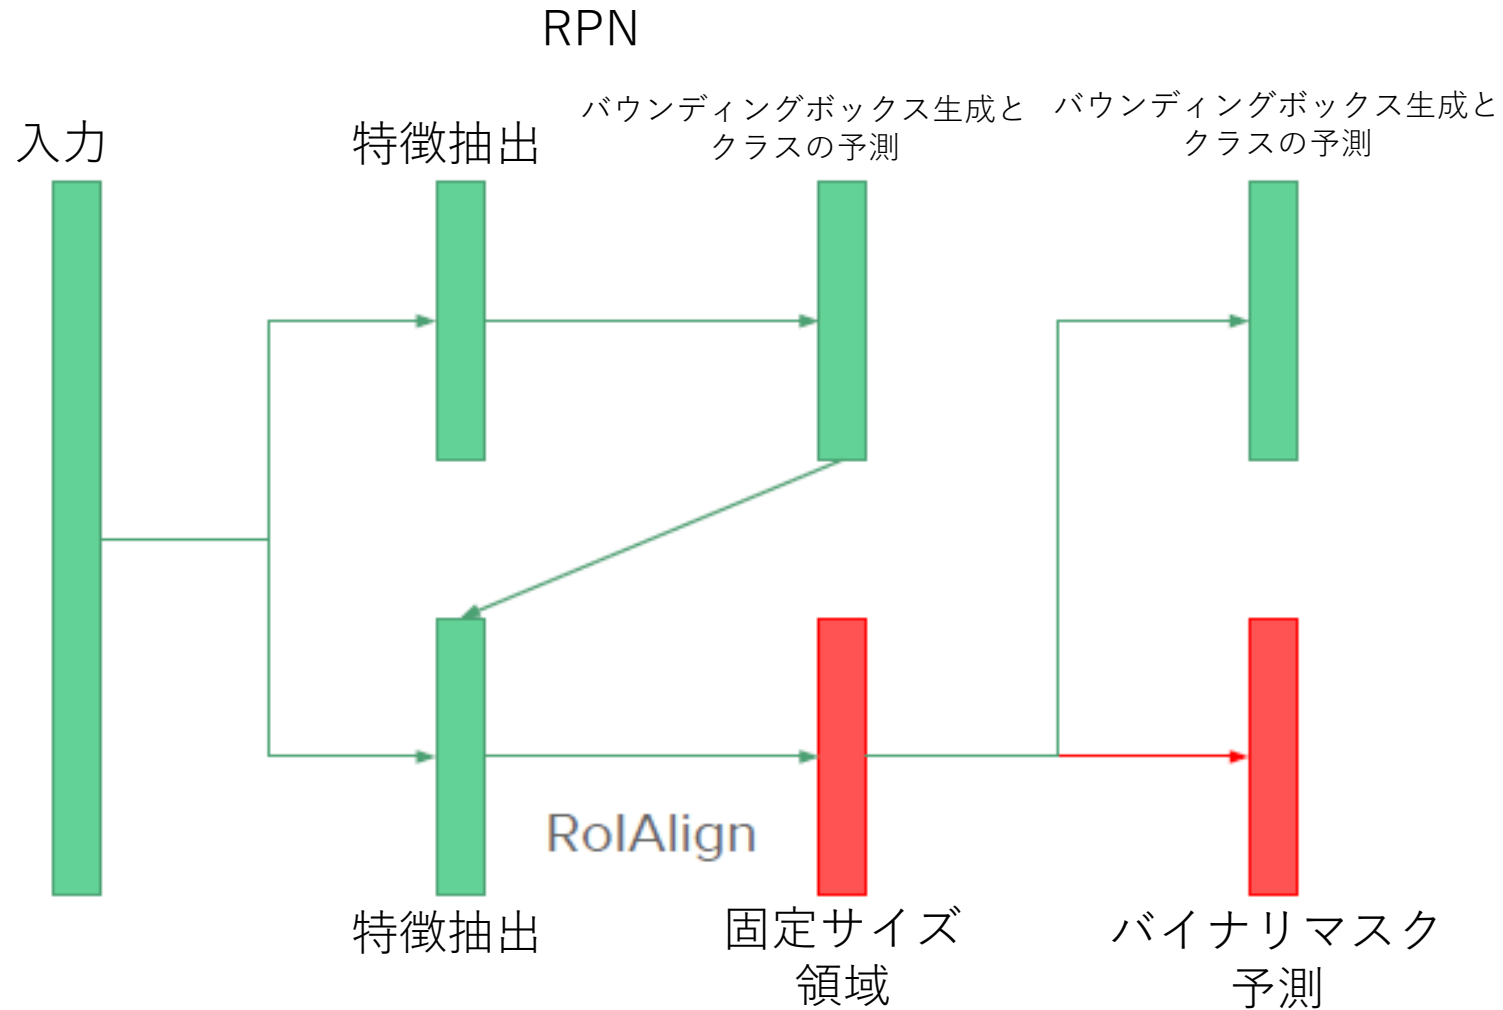 RPN
入力
特徴抽出
バウンディングボックス生成と
クラスの予測
バウンディングボックス生成と
クラスの予測
RoIAlign
特徴抽出
固定サイズ
領域
バイナリマスク
予測